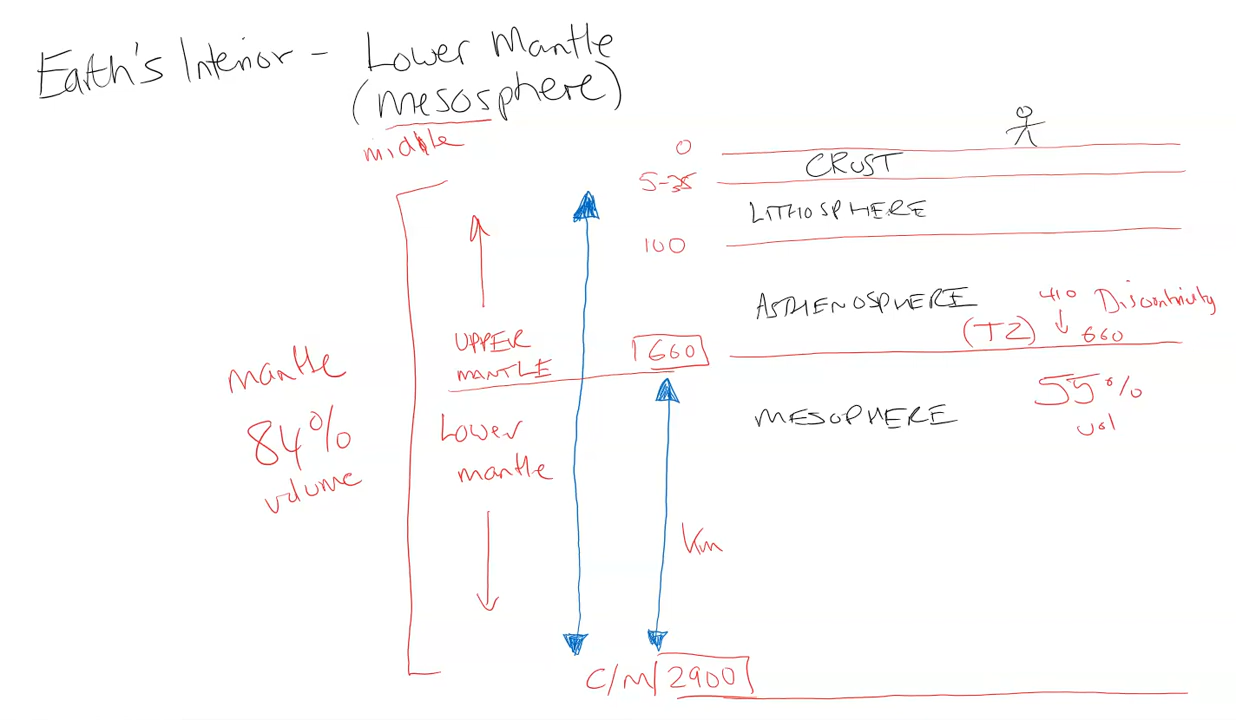 Earth's Interior - Lower Mantle
(mesosphere)
middle
0
CRUST
5-35
LITHOSPHERE
100
ASTHENOSPHERE
410 Discontinuity
(TZ) 660
UPPER
MANTLE
660
mantle
84%
volume
Lower
mantle
MESOPHERE
55%
vol
Km
C/M/2900